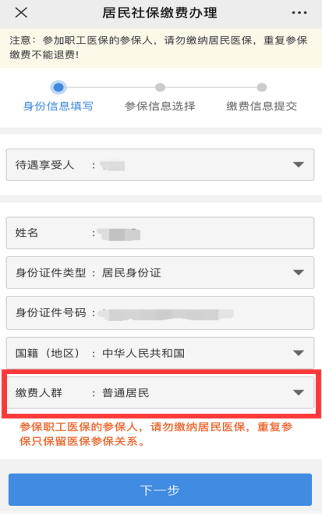 居民社保缴费办理
注意：参加职工医保的参保人，请勿缴纳居民医保，重复参保
缴费不能退费!
身份信息填写 参保信息选择 缴费信息提交
待遇享受人 ：
姓名 ：
身份证件类型：居民身份证
身份证件号码：
国籍（地区）：中华人民共和国
缴费人群 ：普通居民
参保职工医保的参保人，请勿缴纳居民医保，重复参
保只保留医保参保关系。
下一步